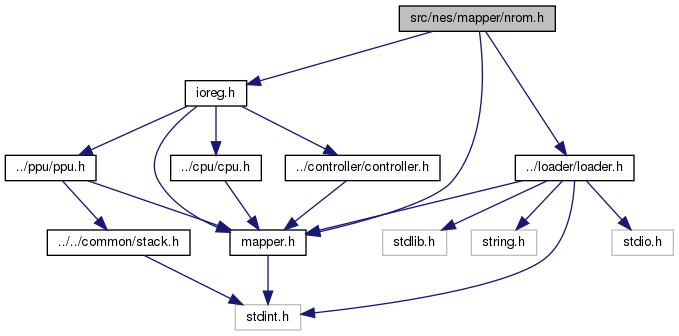 src/nes/mapper/nrom.h
ioreg.h
../ppu/ppu.h
../cpu/cpu.h
../controller/controller.h
../loader/loader.h
../../common/stack.h
mapper.h
stdlib.h
string.h
stdio.h
stdint.h